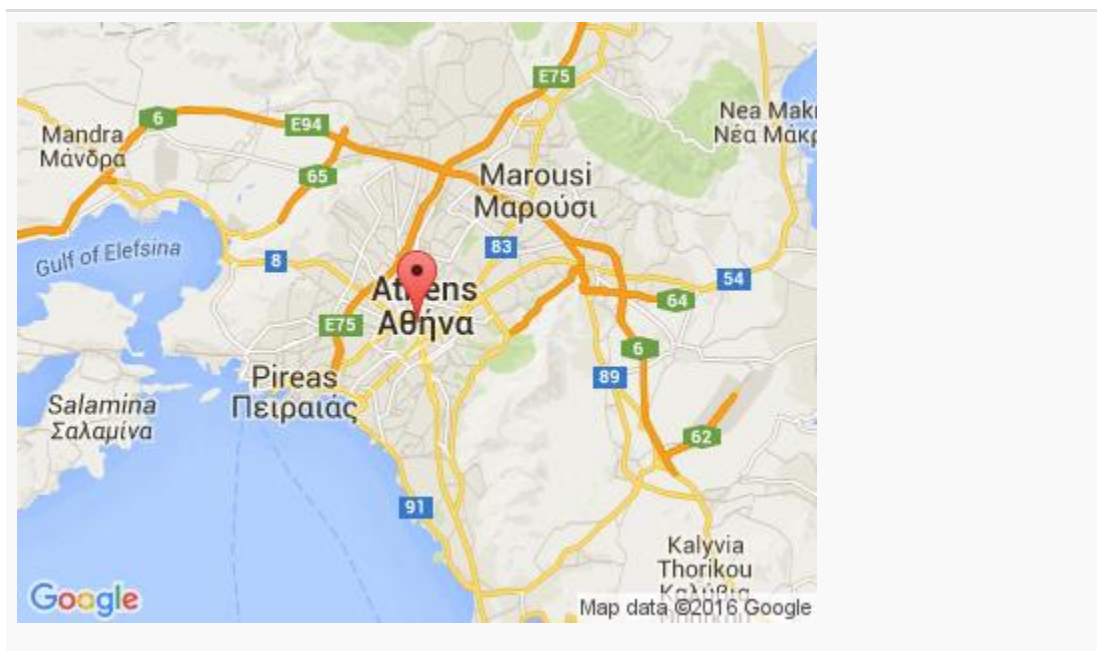 E75
Nea Mak
Νέα Μάκρ
6
E94
Mandra
Μάνδρα
65
Marousi
Μαρούσι
83
Gulf of Elefsina
8
54
Athens
Αθήνα
64
E75
6
89
Pireas
Πειραιάς
Salamina
Σαλαμίνα
62
91
Kalyvia
Thorikou
Google
Map data ©2016 Google